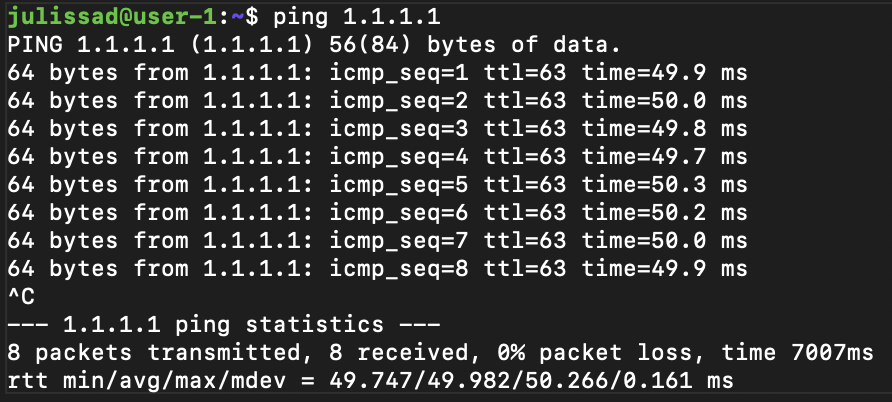 julissad@user-1:~$ ping 1.1.1.1
PING 1.1.1.1 (1.1.1.1) 56(84) bytes of data.
64 bytes from 1.1.1.1: icmp_seq=1 ttl=63 time=49.9 ms
64 bytes from 1.1.1.1: icmp_seq=2 ttl=63 time=50.0 ms
64 bytes from 1.1.1.1: icmp_seq=3 ttl=63 time=49.8 ms
64 bytes from 1.1.1.1: icmp_seq=4 ttl=63 time=49.7 ms
64 bytes from 1.1.1.1: icmp_seq=5 ttl=63 time=50.3 ms
64 bytes from 1.1.1.1: icmp_seq=6 ttl=63 time=50.2 ms
64 bytes from 1.1.1.1: icmp_seq=7 ttl=63 time=50.0 ms
64 bytes from 1.1.1.1: icmp_seq=8 ttl=63 time=49.9 ms
^C
--- 1.1.1.1 ping statistics ---
8 packets transmitted, 8 received, 0% packet loss, time 7007ms
rtt min/avg/max/mdev = 49.747/49.982/50.266/0.161 ms